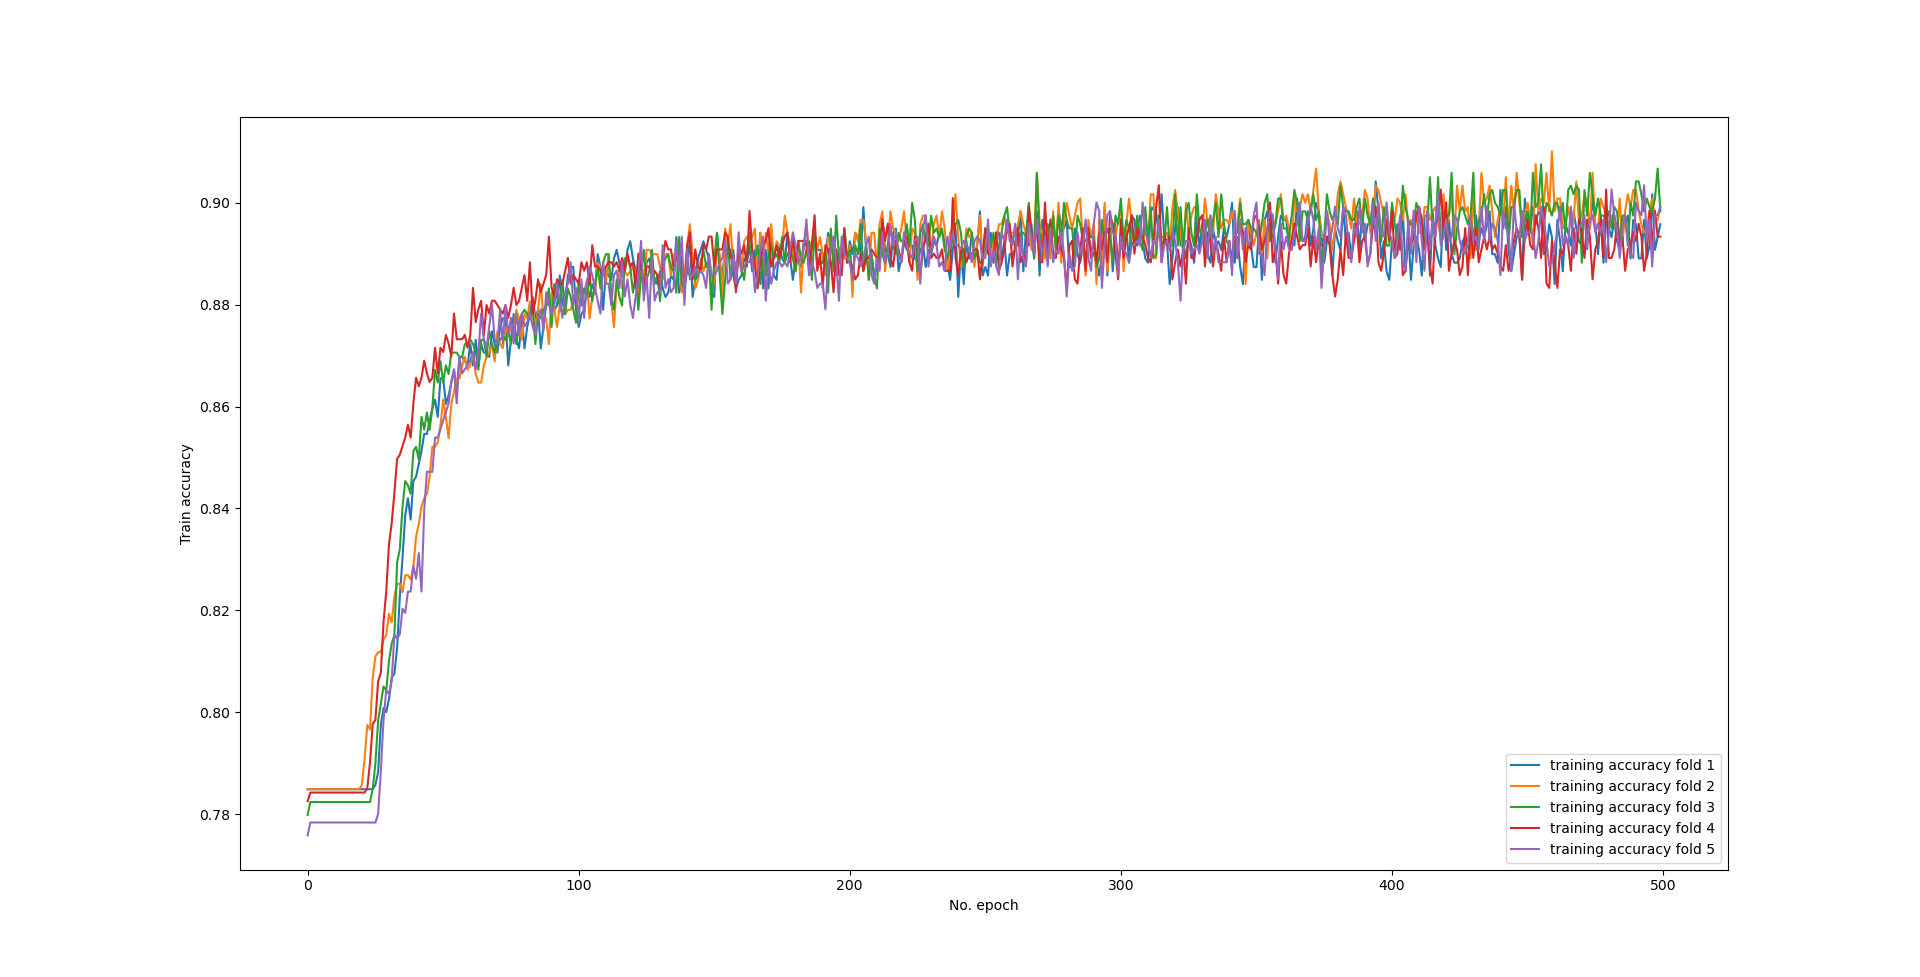 0.90
0.88
0.86
0.84
0.82
0.80
0.78
Train accuracy
0 100 200 300 400 500
No. epoch
training accuracy fold 1
training accuracy fold 2
training accuracy fold 3
training accuracy fold 4
training accuracy fold 5